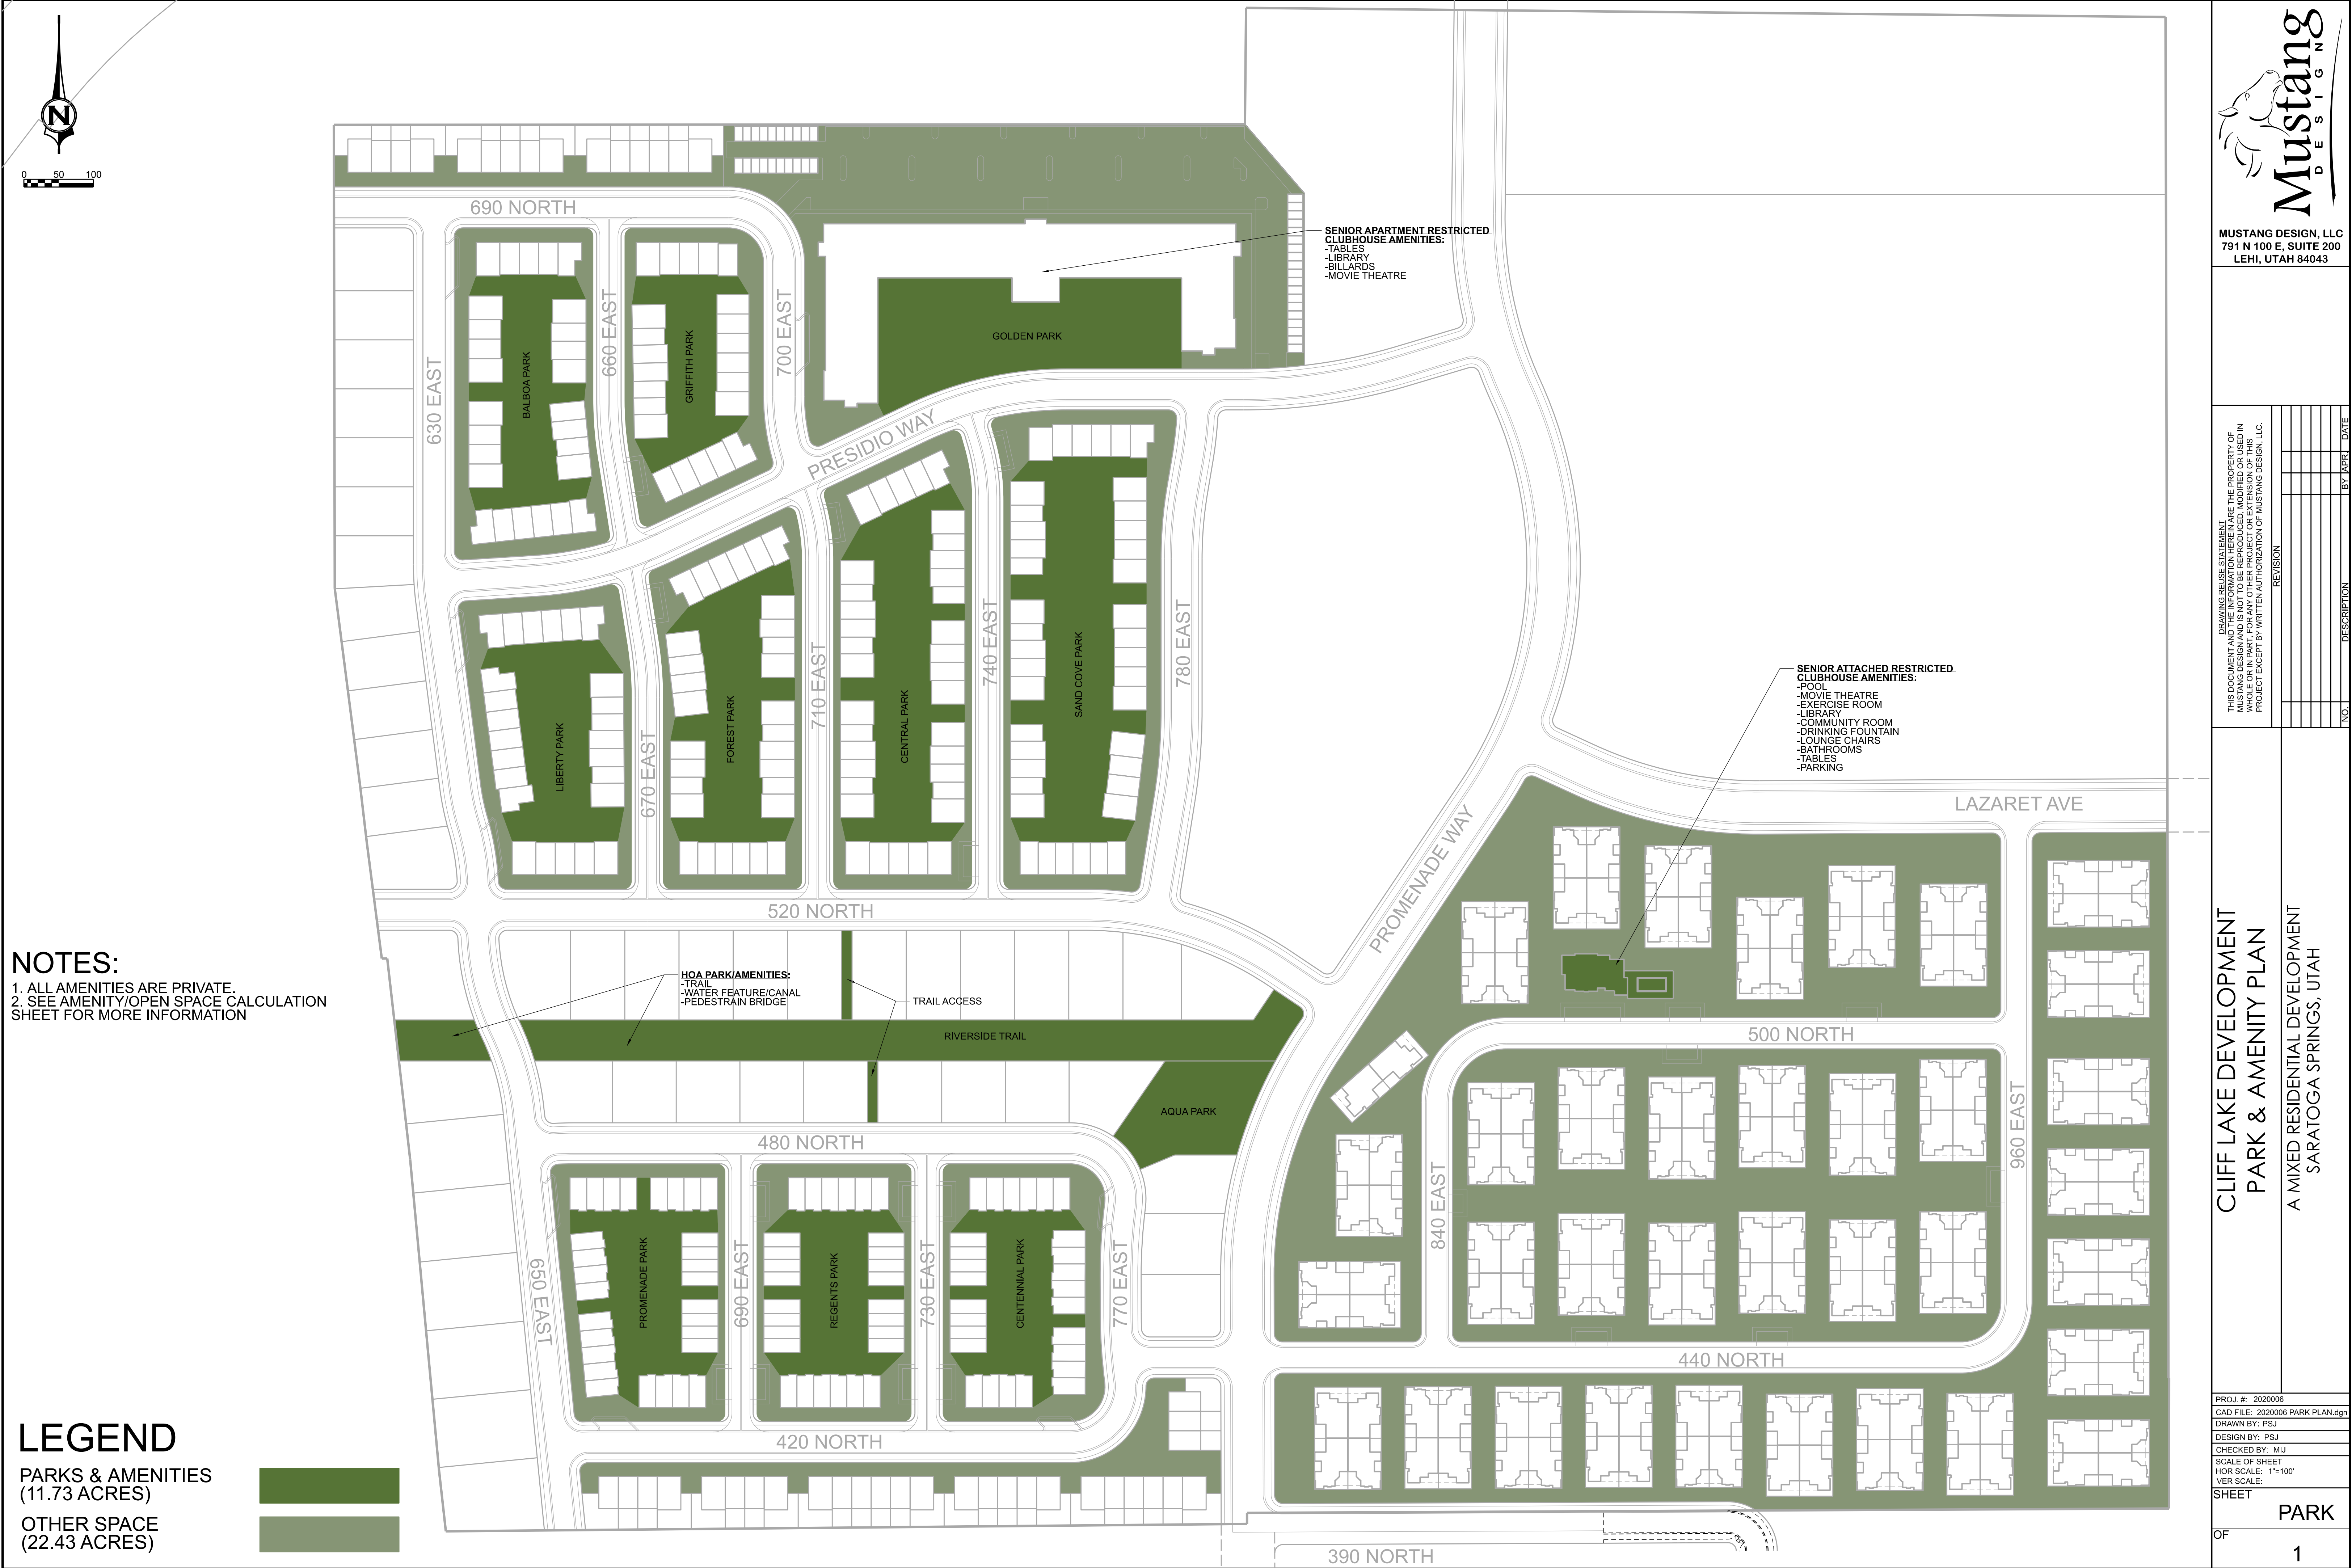 N
0 50 100
690 NORTH
630 EAST
660 EAST
700 EAST
BALBOA PARK
GRIFFITH PARK
GOLDEN PARK
SENIOR APARTMENT RESTRICTED
CLUBHOUSE AMENITIES:
-TABLES
-LIBRARY
-BILLARDS
-MOVIE THEATRE
PRESIDIO WAY
LIBERTY PARK
670 EAST
FOREST PARK
710 EAST
CENTRAL PARK
740 EAST
SAND COVE PARK
780 EAST
SENIOR ATTACHED RESTRICTED
CLUBHOUSE AMENITIES:
-POOL
-MOVIE THEATRE
-EXERCISE ROOM
-LIBRARY
-COMMUNITY ROOM
-DRINKING FOUNTAIN
-LOUNGE CHAIRS
-BATHROOMS
-TABLES
-PARKING
LAZARET AVE
PROMENADE WAY
520 NORTH
HOA PARK/AMENITIES:
-TRAIL
-WATER FEATURE/CANAL
-PEDESTRAIN BRIDGE
TRAIL ACCESS
RIVERSIDE TRAIL
AQUA PARK
500 NORTH
480 NORTH
840 EAST
960 EAST
650 EAST
PROMENADE PARK
690 EAST
REGENTS PARK
730 EAST
CENTENNIAL PARK
770 EAST
440 NORTH
420 NORTH
390 NORTH
NOTES:
1. ALL AMENITIES ARE PRIVATE.
2. SEE AMENITY/OPEN SPACE CALCULATION
SHEET FOR MORE INFORMATION
LEGEND
PARKS & AMENITIES
(11.73 ACRES)
OTHER SPACE
(22.43 ACRES)
Mustang
DESIGN
MUSTANG DESIGN, LLC
791 N 100 E, SUITE 200
LEHI, UTAH 84043
DRAWING REUSE STATEMENT
THIS DOCUMENT AND THE INFORMATION HEREIN ARE THE PROPERTY OF
MUSTANG DESIGN AND IS NOT TO BE REPRODUCED, MODIFIED OR USED IN
WHOLE OR IN PART, FOR ANY OTHER PROJECT OR EXTENSION OF THIS
PROJECT EXCEPT BY WRITTEN AUTHORIZATION OF MUSTANG DESIGN, LLC.
REVISION
NO. DESCRIPTION BY APR. DATE
CLIFF LAKE DEVELOPMENT
PARK & AMENITY PLAN
A MIXED RESIDENTIAL DEVELOPMENT
SARATOGA SPRINGS, UTAH
PROJ. #: 2020006
CAD FILE: 2020006 PARK PLAN.dgn
DRAWN BY: PSJ
DESIGN BY: PSJ
CHECKED BY: MIJ
SCALE OF SHEET
HOR SCALE: 1"=100'
VER SCALE:
SHEET
PARK
OF
1